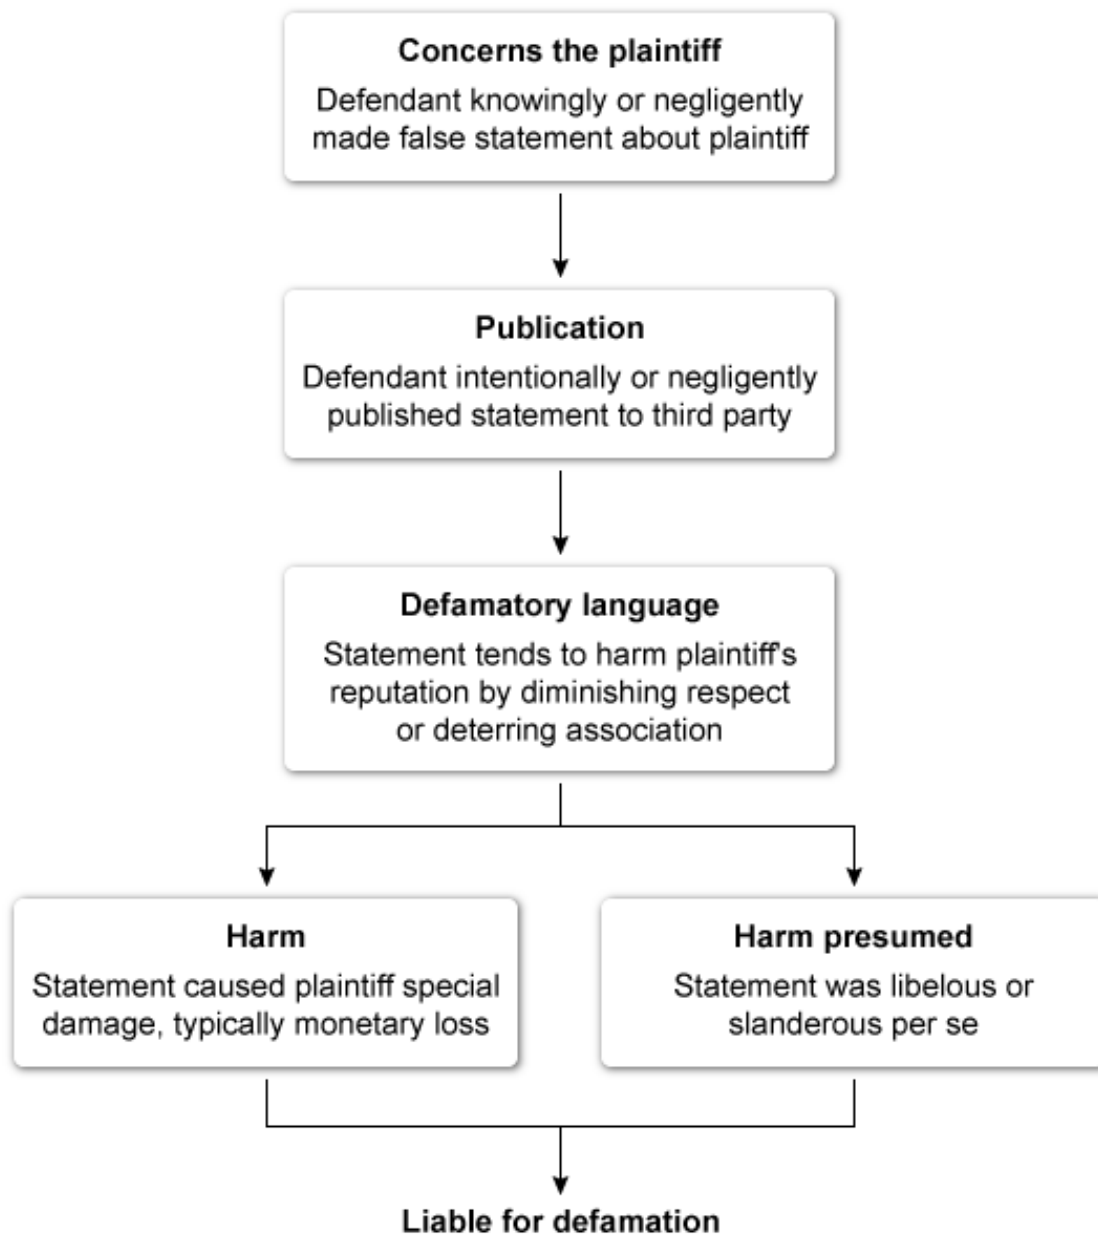 Concerns the plaintiff
Defendant knowingly or negligently
made false statement about plaintiff
Publication
Defendant intentionally or negligently
published statement to third party
Defamatory language
Statement tends to harm plaintiff's
reputation by diminishing respect
or deterring association
Harm
Statement caused plaintiff special
damage, typically monetary loss
Harm presumed
Statement was libelous or
slanderous per se
Liable for defamation